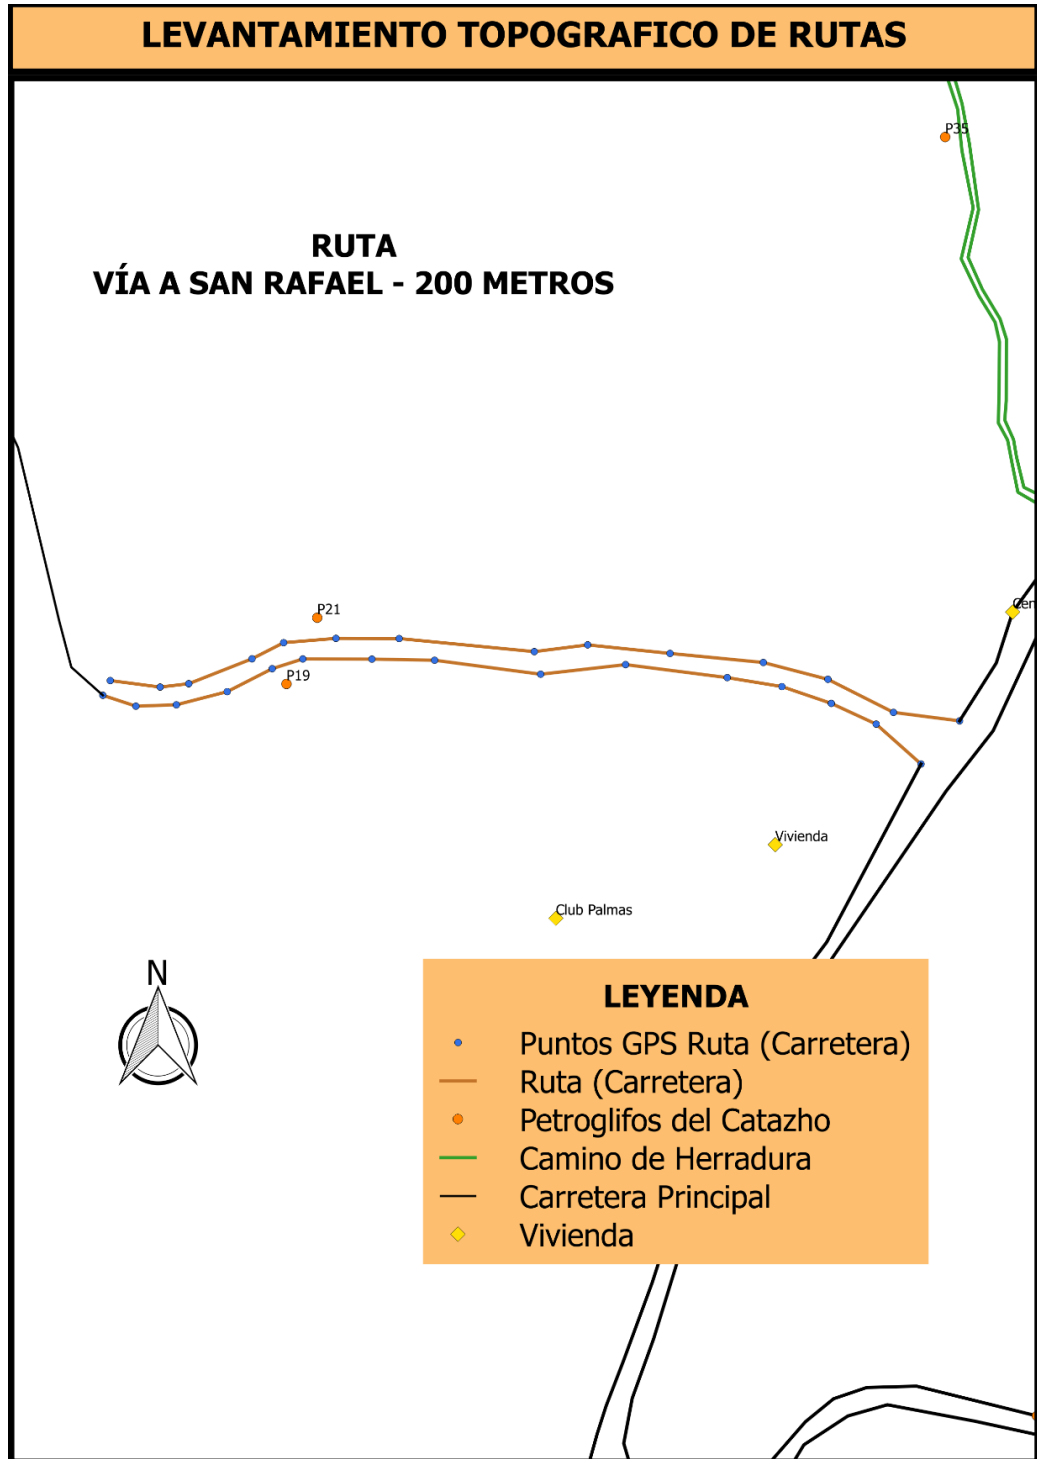 LEVANTAMIENTO TOPOGRAFICO DE RUTAS
P35
RUTA
VÍA A SAN RAFAEL - 200 METROS
Cen
P21
P19
Vivienda
Club Palmas
N
LEYENDA
Puntos GPS Ruta (Carretera)
Ruta (Carretera)
Petroglifos del Catazho
Camino de Herradura
Carretera Principal
Vivienda